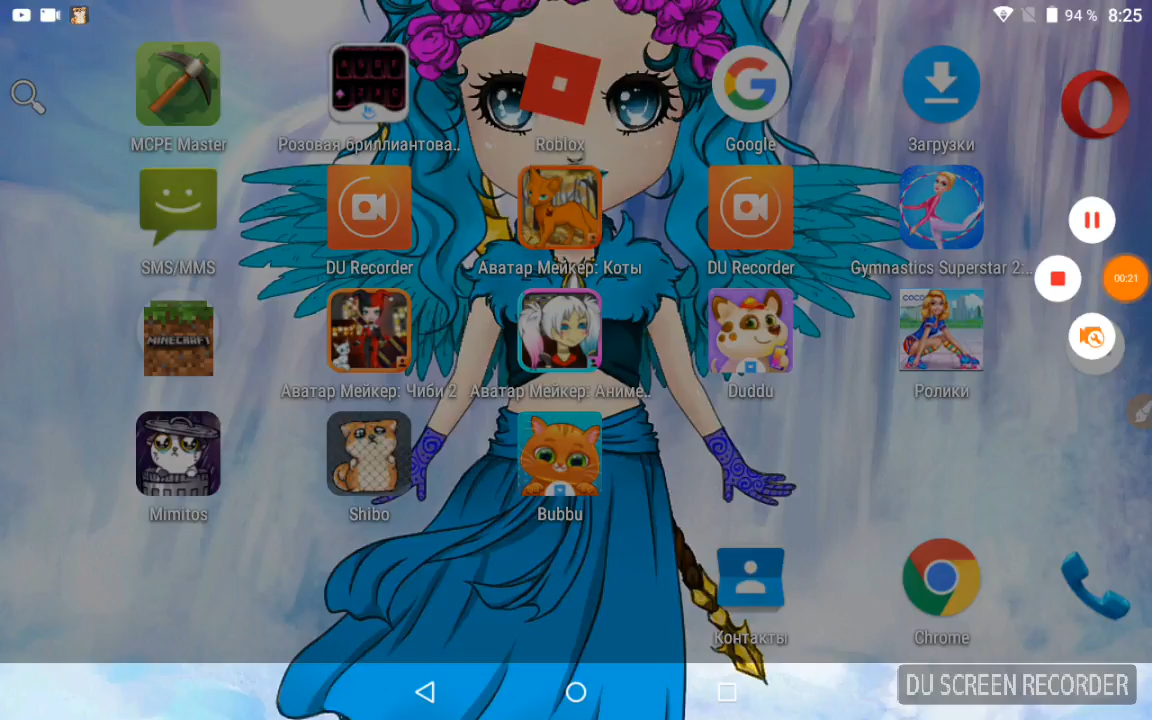 94 % 8:25
MCPE Master
Розовая бриллиантова..
Roblox
Google
Загрузки
SMS/MMS
DU Recorder
Аватар Мейкер: Коты
DU Recorder
Gymnastics Superstar 2:..
00:21
MINECRAFT
COCO
Аватар Мейкер: Чиби 2
Аватар Мейкер: Аниме..
Duddu
Ролики
Mimitos
Shibo
Bubbu
Контакты
Chrome
DU SCREEN RECORDER